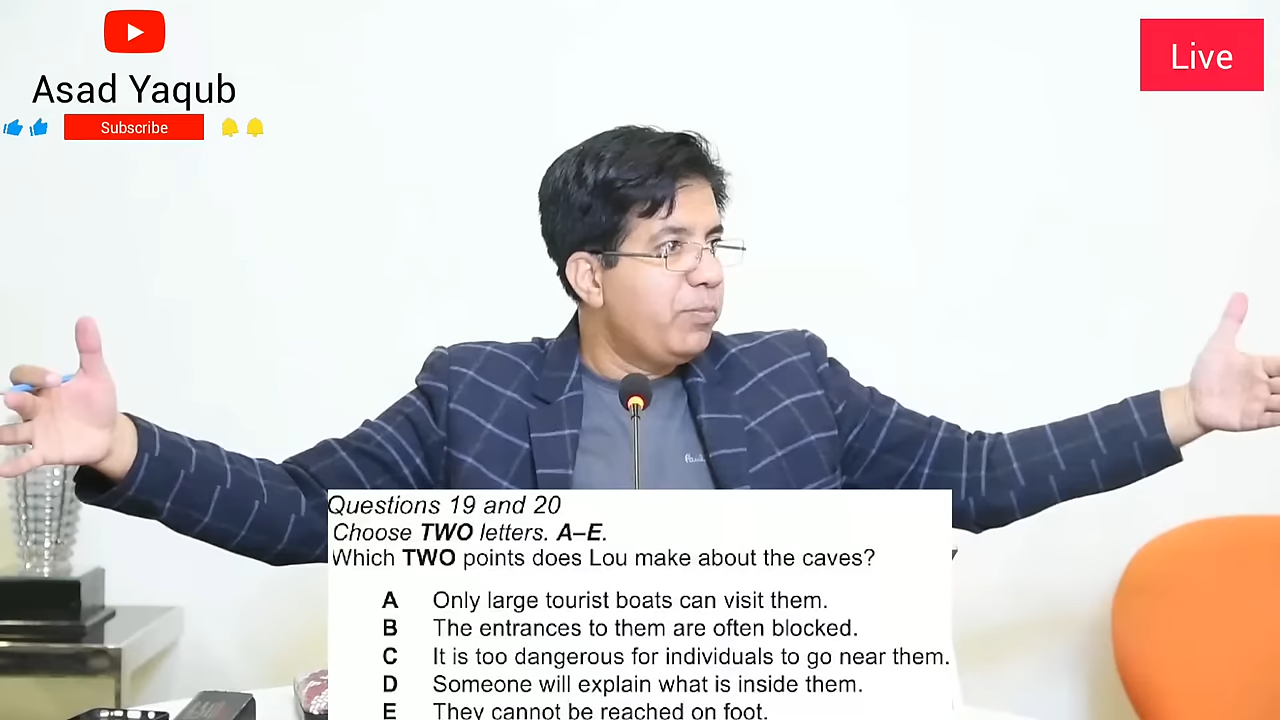 Asad Yaqub
Subscribe
Live
Questions 19 and 20
Choose TWO letters. A–E.
Which TWO points does Lou make about the caves?
A Only large tourist boats can visit them.
B The entrances to them are often blocked.
C It is too dangerous for individuals to go near them.
D Someone will explain what is inside them.
E They cannot be reached on foot.